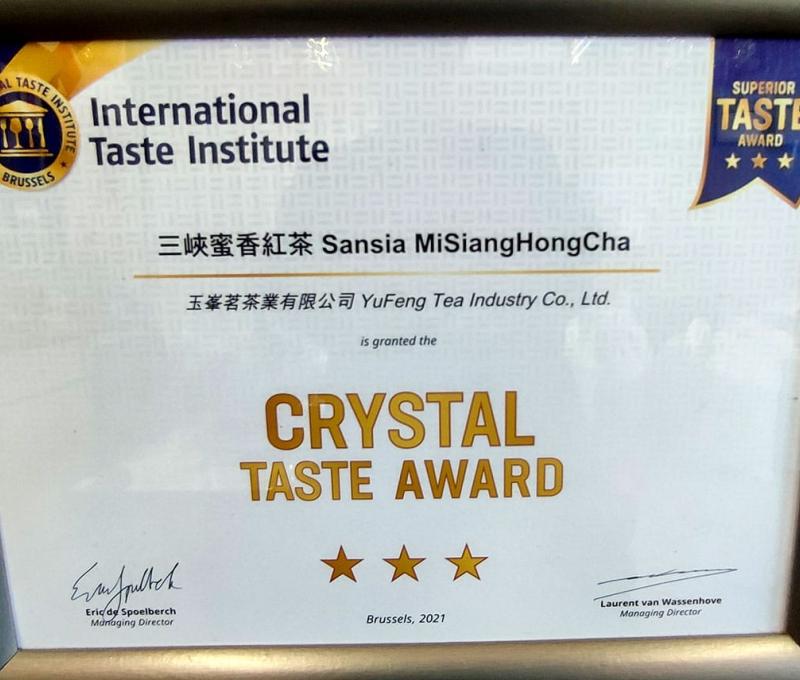 AL TASTE INSTITUTE
BRUSSELS
International
Taste Institute
SUPERIOR
TASTE
AWARD
三峽蜜香紅茶 Sansia MiSiangHongCha
玉峯茗茶業有限公司 YuFeng Tea Industry Co., Ltd.
is granted the
CRYSTAL
TASTE AWARD
Eric de Spoelberch
Managing Director
Brussels, 2021
Laurent van Wassenhove
Managing Director